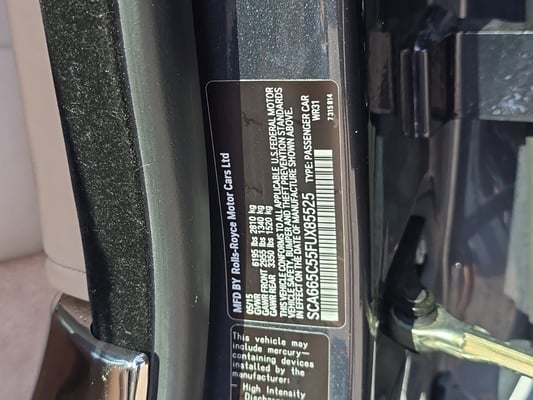 MFD BY Rolls-Royce Motor Cars Ltd
05/15
GVWR 6195 lbs 2810 kg
GAWR FRONT 2955 lbs 1340 kg
GAWR REAR 3350 lbs 1520 kg
VEHICLE CONFORMS TO ALL APPLICABLE U.S. FEDERAL MOTOR
VEHICLE SAFETY, BUMPER AND THEFT PREVENTION STANDARDS
IN EFFECT ON THE DATE OF MANUFACTURE SHOWN ABOVE.
SCA665C55FUX85525 TYPE: PASSENGER CAR
WR31
7 315 814
This vehicle may
include mercury-
containing devices
installed by the
manufacturer:
High Intensity